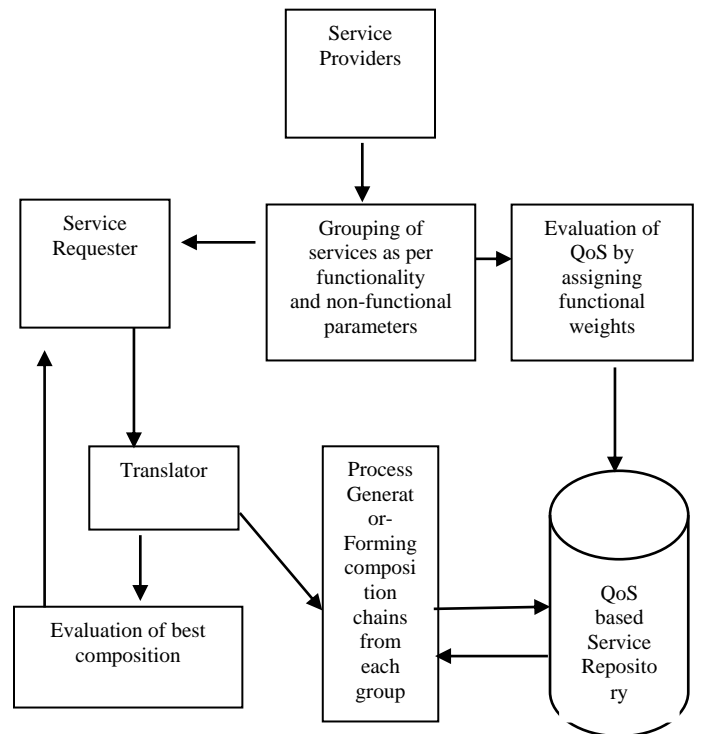 Service
Providers
Service
Requester
Grouping of
services as per
functionality
and non-functional
parameters
Evaluation of
QoS by
assigning
functional
weights
Translator
Process
Generat
or-
Forming
composi
tion
chains
from
each
group
QoS
based
Service
Reposito
ry
Evaluation of best
composition